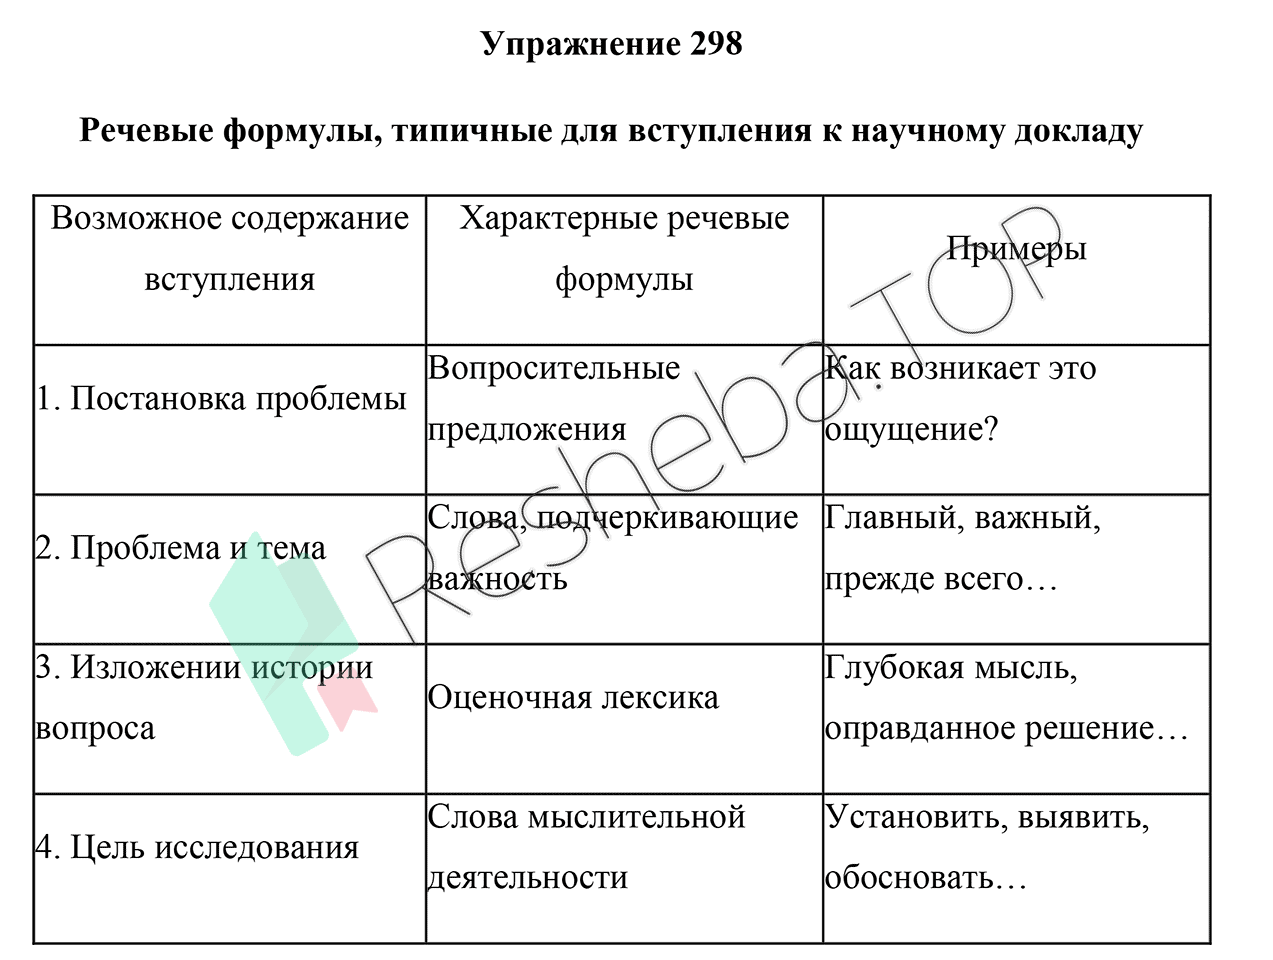 Упражнение 298
Речевые формулы, типичные для вступления к научному докладу
Возможное содержание
вступления
Характерные речевые
формулы
Примеры
1. Постановка проблемы
Вопросительные
предложения
Как возникает это
ощущение?
2. Проблема и тема
Слова, подчеркивающие
важность
Главный, важный,
прежде всего…
3. Изложении истории
вопроса
Оценочная лексика
Глубокая мысль,
оправданное решение…
4. Цель исследования
Слова мыслительной
деятельности
Установить, выявить,
обосновать…
Resheba.TOP